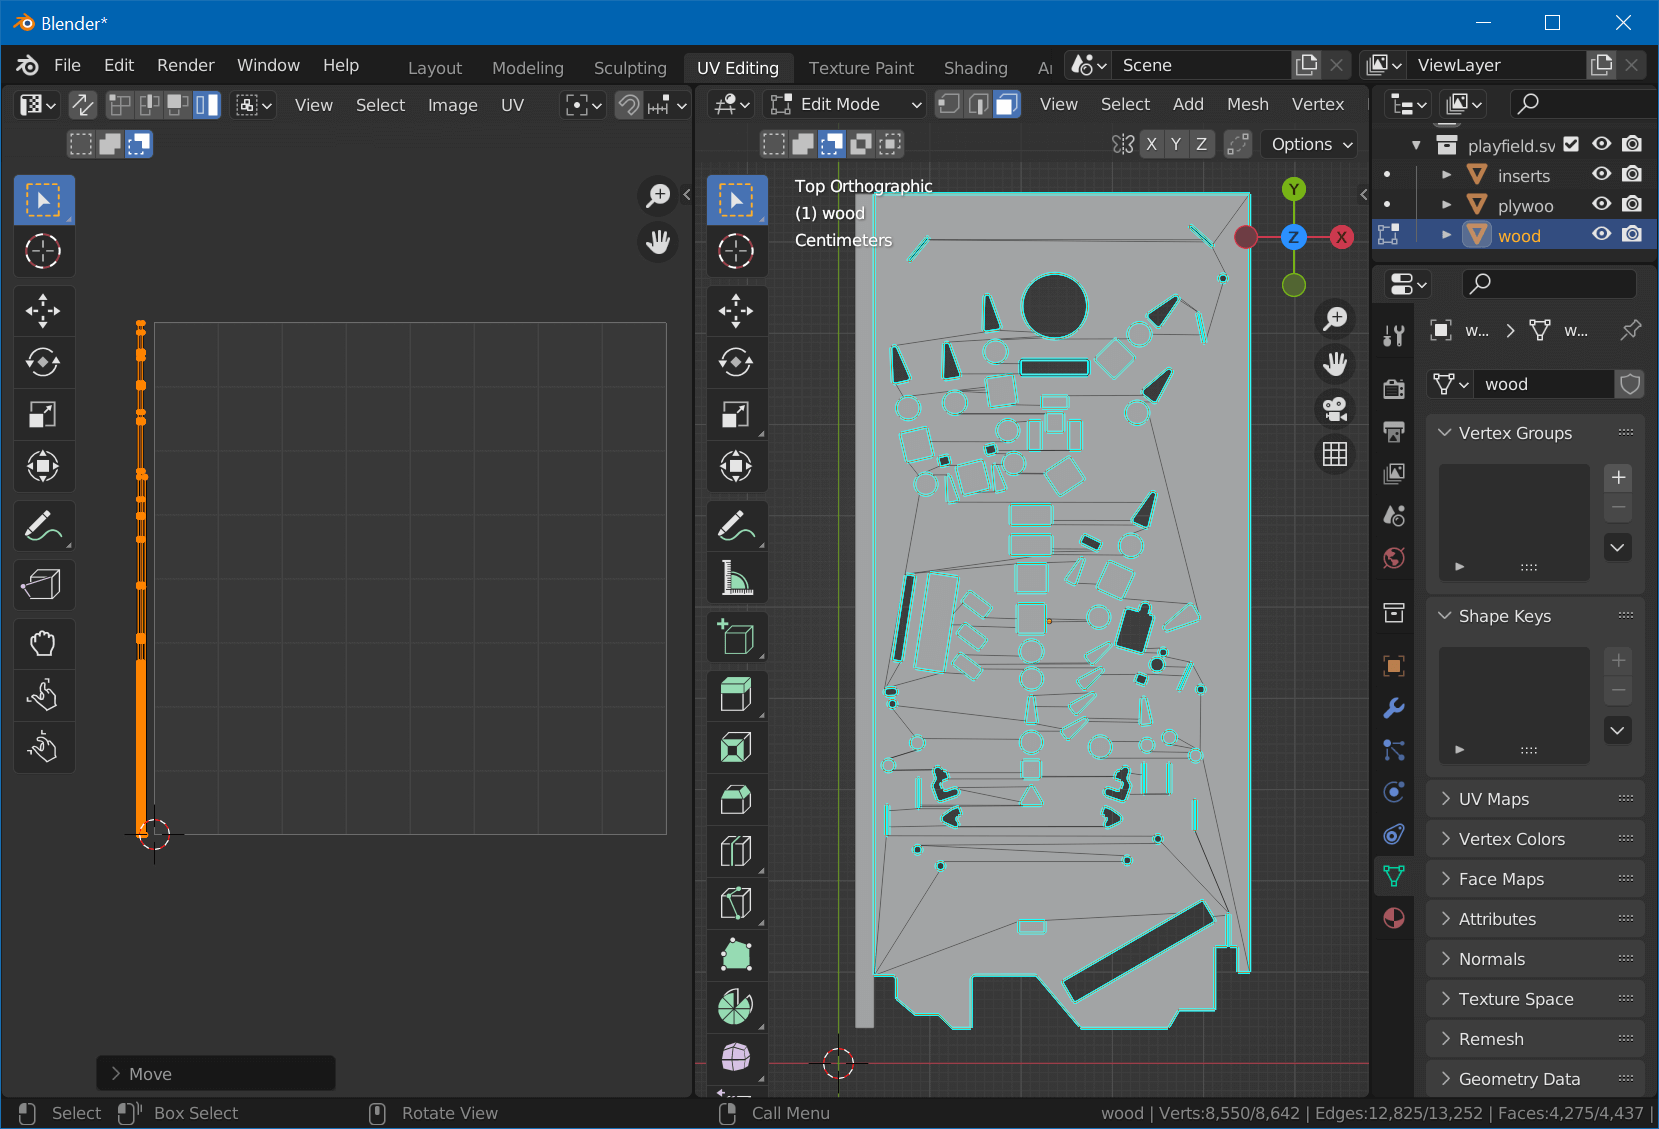 Blender*
File Edit Render Window Help Layout Modeling Sculpting UV Editing Texture Paint Shading Scene ViewLayer
View Select Image UV
Edit Mode View Select Add Mesh Vertex
X Y Z Options
Top Orthographic
(1) wood
Centimeters
Y
Z X
playfield.sv
inserts
plywoo
wood
w... w...
wood
Vertex Groups
Shape Keys
UV Maps
Vertex Colors
Face Maps
Attributes
Normals
Texture Space
Remesh
Geometry Data
Move
Select Box Select Rotate View Call Menu wood | Verts:8,550/8,642 | Edges:12,825/13,252 | Faces:4,275/4,437 |